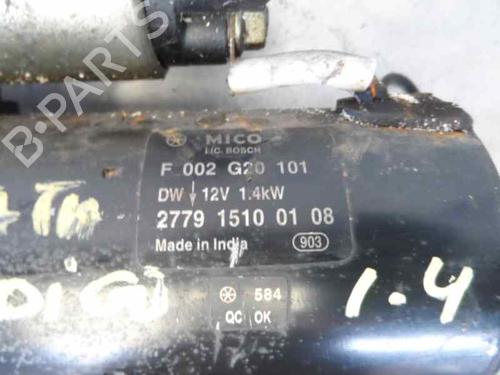 MICO
LIC. BOSCH
F 002 G20 101
DW 12V 1.4kW
2779 1510 01 08
Made in India 903
584
QC OK
1.4
B-PARTS